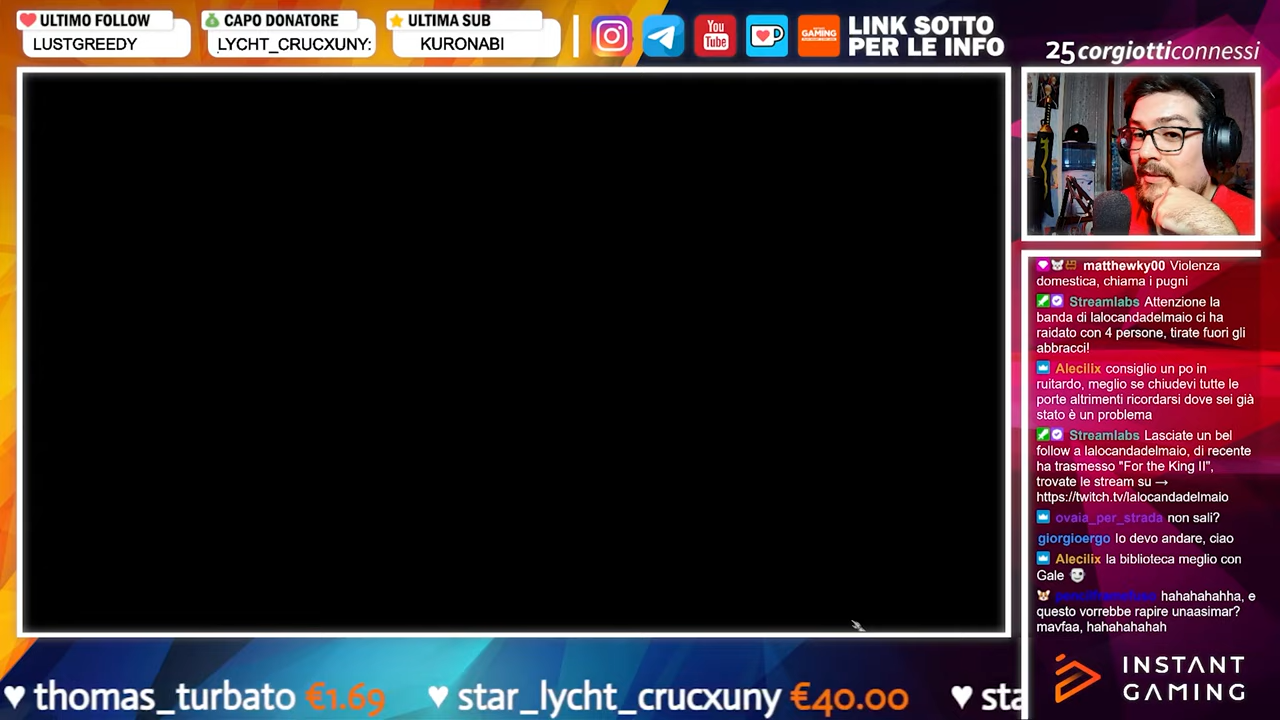 ULTIMO FOLLOW
LUSTGREEDY
CAPO DONATORE
LYCHT_CRUCXUNY:
ULTIMA SUB
KURONABI
You
Tube
GAMING
LINK SOTTO
PER LE INFO
25corgiotticonnessi
matthewky00 Violenza
domestica, chiama i pugni
Streamlabs Attenzione la
banda di lalocandadelmaio ci ha
raidato con 4 persone, tirate fuori gli
abbracci!
Alecilix consiglio un po in
ruitardo, meglio se chiudevi tutte le
porte altrimenti ricordarsi dove sei già
stato è un problema
Streamlabs Lasciate un bel
follow a lalocandadelmaio, di recente
ha trasmesso "For the King II",
trovate le stream su →
https://twitch.tv/lalocandadelmaio
ovaia_per_strada non sali?
giorgioergo Io devo andare, ciao
Alecilix la biblioteca meglio con
Gale
hahahahahha, e
questo vorrebbe rapire unaasimar?
mavfaa, hahahahahah
INSTANT
GAMING
♥ thomas_turbato €1.69 ♥ star_lycht_crucxuny €40.00 ♥ sta